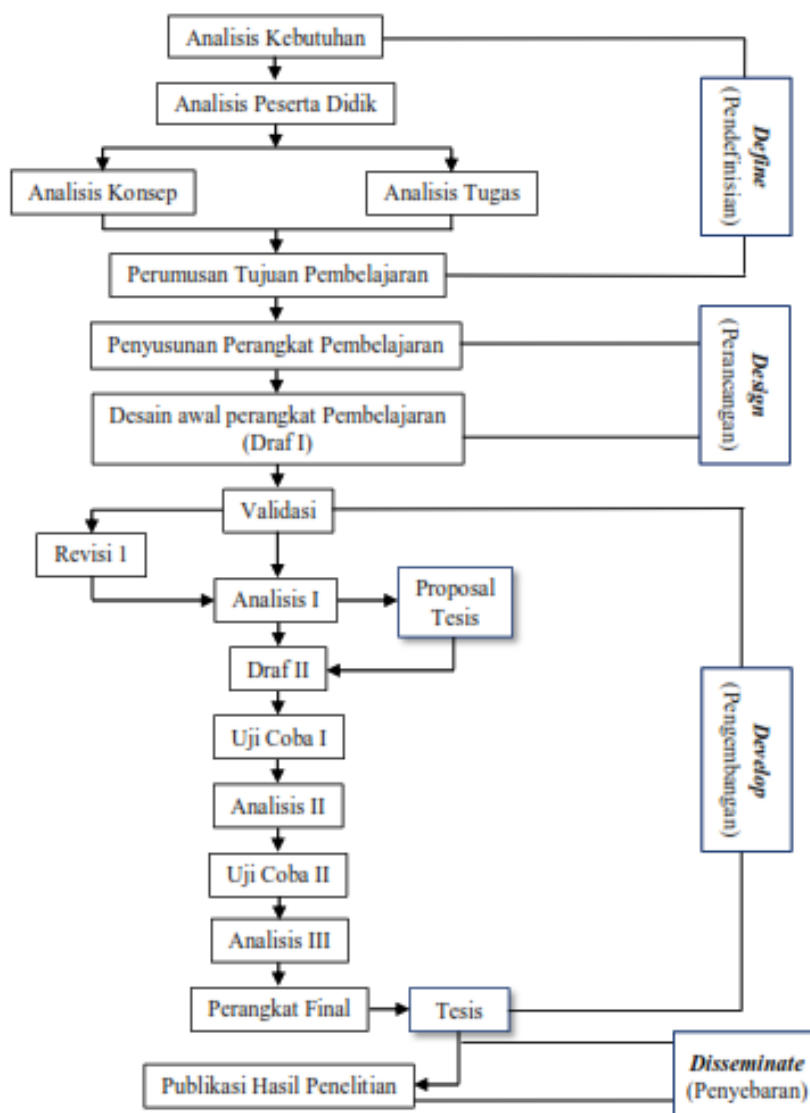 Analisis Kebutuhan
Analisis Peserta Didik
Analisis Konsep
Analisis Tugas
Perumusan Tujuan Pembelajaran
Define
(Pendefinisian)
Penyusunan Perangkat Pembelajaran
Desain awal perangkat Pembelajaran
(Draf I)
Design
(Perancangan)
Validasi
Revisi 1
Analisis I
Proposal
Tesis
Draf II
Uji Coba I
Analisis II
Uji Coba II
Analisis III
Perangkat Final
Tesis
Develop
(Pengembangan)
Publikasi Hasil Penelitian
Disseminate
(Penyebaran)